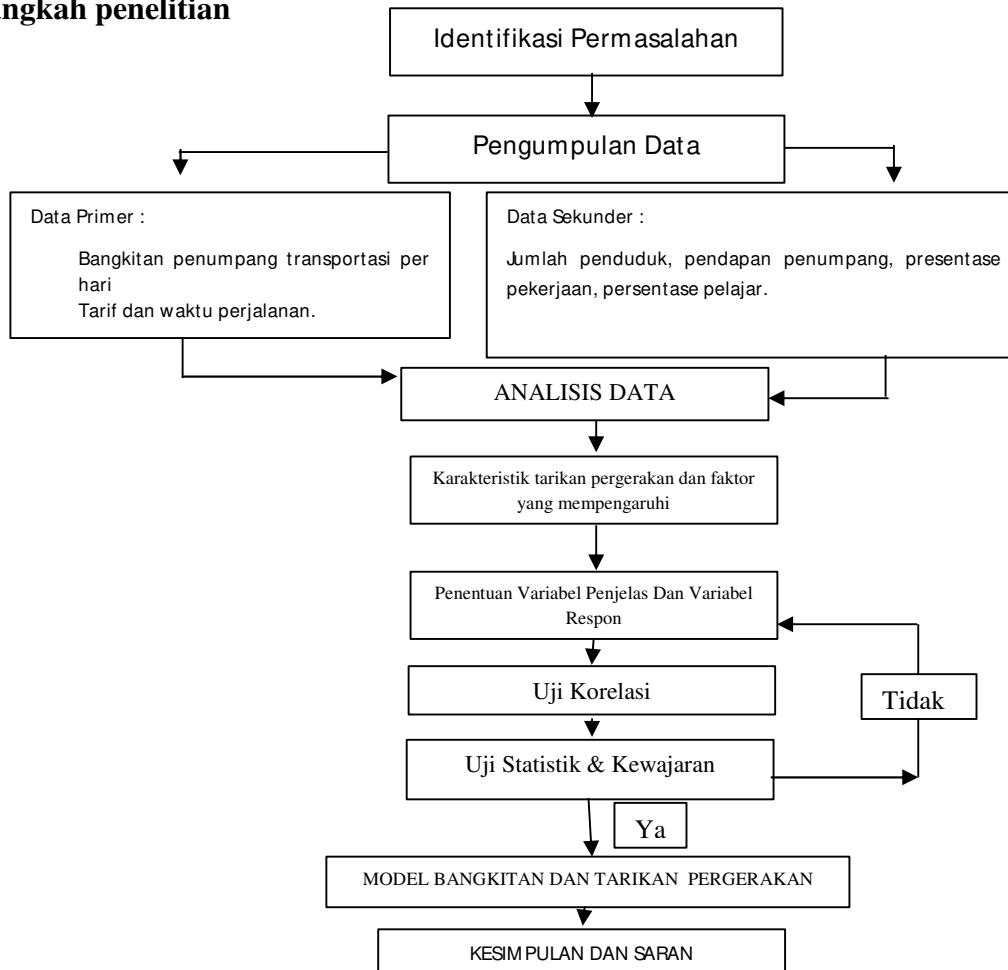 ngkah penelitian
Identifikasi Permasalahan
Pengumpulan Data
Data Primer :
Bangkitan penumpang transportasi per
hari
Tarif dan waktu perjalanan.
Data Sekunder :
Jumlah penduduk, pendapan penumpang, presentase
pekerjaan, persentase pelajar.
ANALISIS DATA
Karakteristik tarikan pergerakan dan faktor
yang mempengaruhi
Penentuan Variabel Penjelas Dan Variabel
Respon
Uji Korelasi
Tidak
Uji Statistik & Kewajaran
Ya
MODEL BANGKITAN DAN TARIKAN PERGERAKAN
KESIMPULAN DAN SARAN